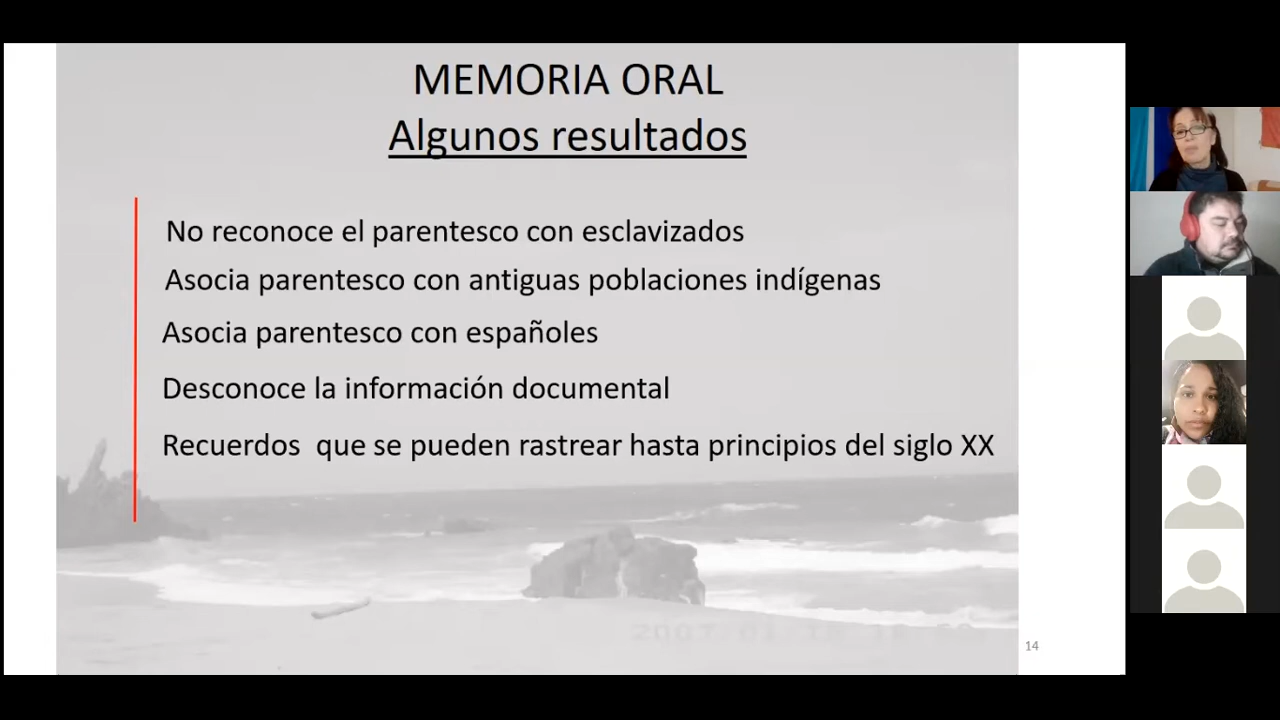 MEMORIA ORAL
Algunos resultados
No reconoce el parentesco con esclavizados
Asocia parentesco con antiguas poblaciones indígenas
Asocia parentesco con españoles
Desconoce la información documental
Recuerdos que se pueden rastrear hasta principios del siglo XX
14